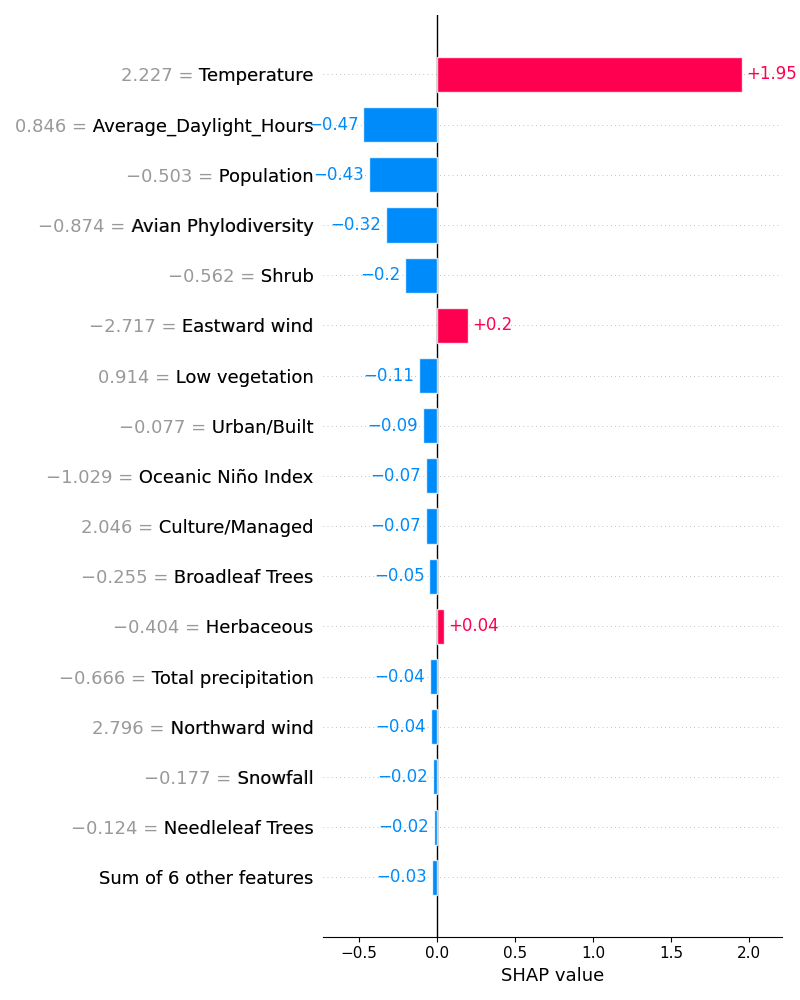 2.227 = Temperature +1.95
0.846 = Average_Daylight_Hours −0.47
−0.503 = Population −0.43
−0.874 = Avian Phylodiversity −0.32
−0.562 = Shrub −0.2
−2.717 = Eastward wind +0.2
0.914 = Low vegetation −0.11
−0.077 = Urban/Built −0.09
−1.029 = Oceanic Niño Index −0.07
2.046 = Culture/Managed −0.07
−0.255 = Broadleaf Trees −0.05
−0.404 = Herbaceous +0.04
−0.666 = Total precipitation −0.04
2.796 = Northward wind −0.04
−0.177 = Snowfall −0.02
−0.124 = Needleleaf Trees −0.02
Sum of 6 other features −0.03
−0.5 0.0 0.5 1.0 1.5 2.0
SHAP value